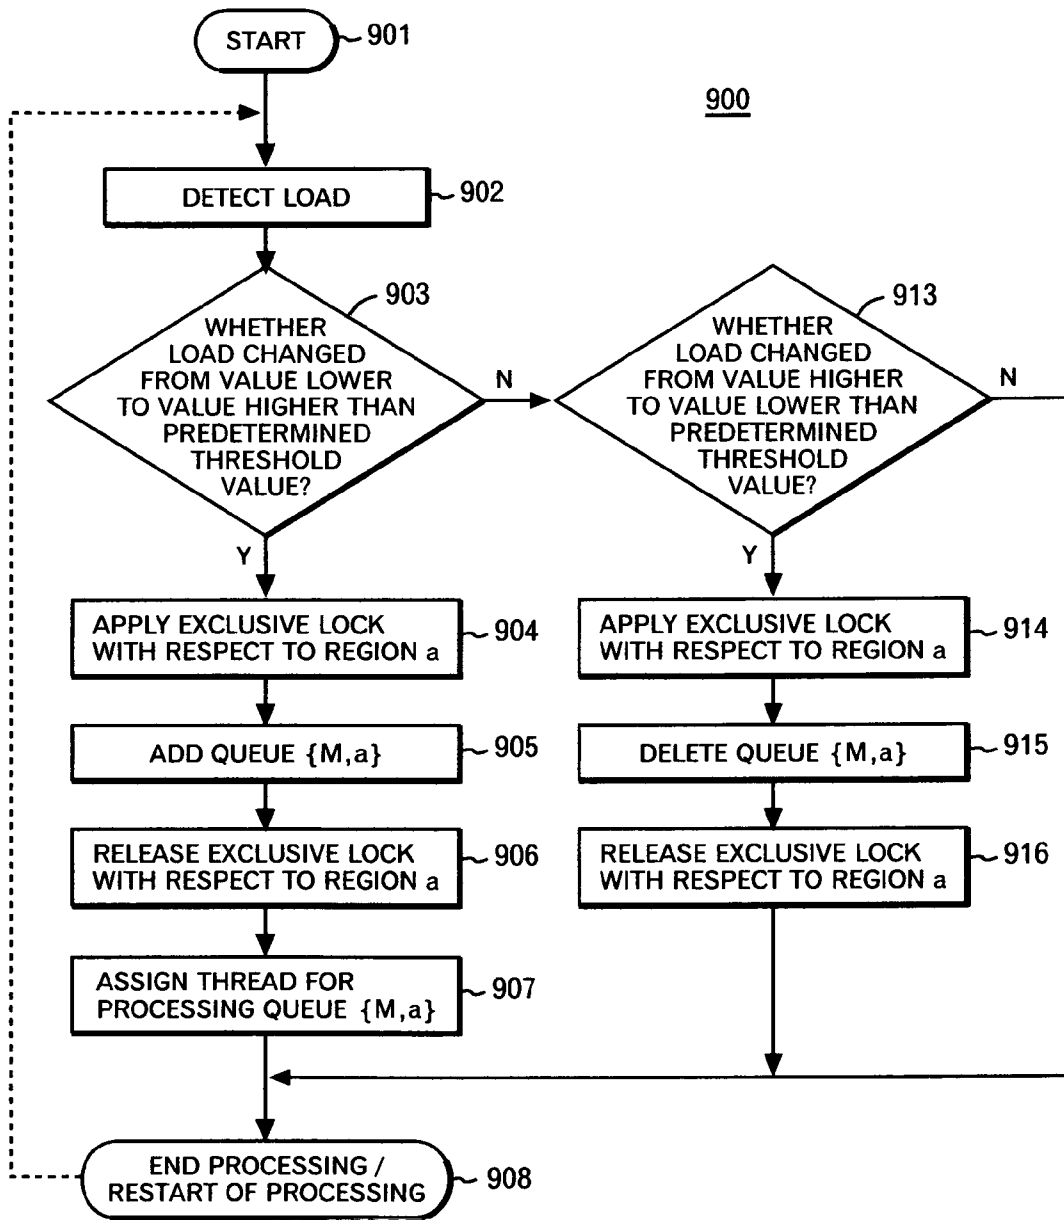 START
901
900
DETECT LOAD
902
903
WHETHER
LOAD CHANGED
FROM VALUE LOWER
TO VALUE HIGHER THAN
PREDETERMINED
THRESHOLD
VALUE?
N
Y
913
WHETHER
LOAD CHANGED
FROM VALUE HIGHER
TO VALUE LOWER THAN
PREDETERMINED
THRESHOLD
VALUE?
N
Y
APPLY EXCLUSIVE LOCK
WITH RESPECT TO REGION a
904
APPLY EXCLUSIVE LOCK
WITH RESPECT TO REGION a
914
ADD QUEUE {M,a}
905
DELETE QUEUE {M,a}
915
RELEASE EXCLUSIVE LOCK
WITH RESPECT TO REGION a
906
RELEASE EXCLUSIVE LOCK
WITH RESPECT TO REGION a
916
ASSIGN THREAD FOR
PROCESSING QUEUE {M,a}
907
END PROCESSING /
RESTART OF PROCESSING
908